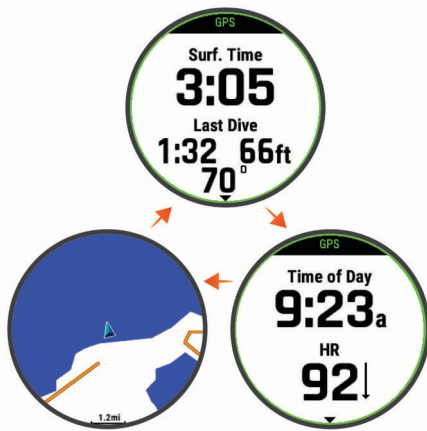 GPS
Surf. Time
3:05
Last Dive
1:32 66ft
70°
GPS
Time of Day
9:23a
HR
92
1.2mi